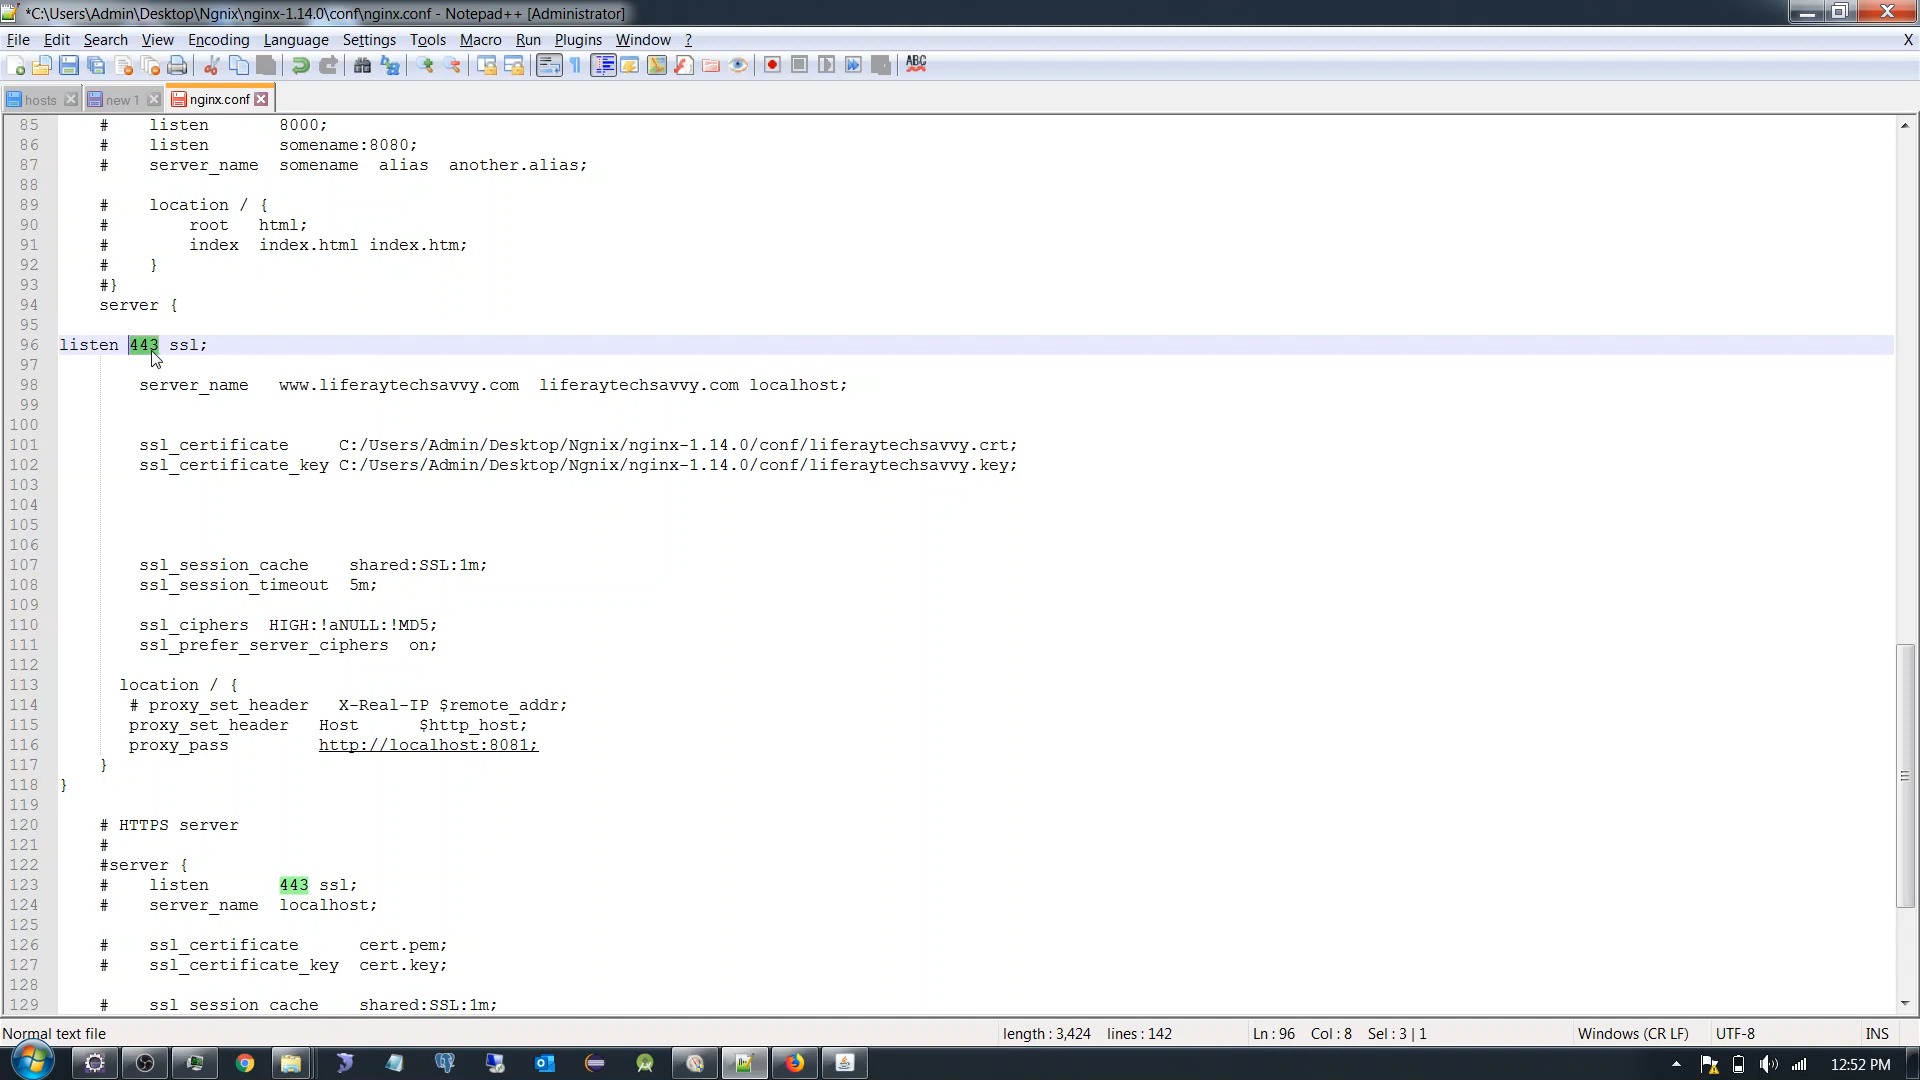 *C:\Users\Admin\Desktop\Ngnix\nginx-1.14.0\conf\nginx.conf - Notepad++ [Administrator]
File Edit Search View Encoding Language Settings Tools Macro Run Plugins Window ? X
ABC
hosts new 1 nginx.conf
85 # listen 8000;
86 # listen somename:8080;
87 # server_name somename alias another.alias;
88
89 # location / {
90 # root html;
91 # index index.html index.htm;
92 # }
93 #}
94 server {
95
96 listen 443 ssl;
97
98 server_name www.liferaytechsavvy.com liferaytechsavvy.com localhost;
99
100
101 ssl_certificate C:/Users/Admin/Desktop/Ngnix/nginx-1.14.0/conf/liferaytechsavvy.crt;
102 ssl_certificate_key C:/Users/Admin/Desktop/Ngnix/nginx-1.14.0/conf/liferaytechsavvy.key;
103
104
105
106
107 ssl_session_cache shared:SSL:1m;
108 ssl_session_timeout 5m;
109
110 ssl_ciphers HIGH:!aNULL:!MD5;
111 ssl_prefer_server_ciphers on;
112
113 location / {
114 # proxy_set_header X-Real-IP $remote_addr;
115 proxy_set_header Host $http_host;
116 proxy_pass http://localhost:8081;
117 }
118 }
119
120 # HTTPS server
121 #
122 #server {
123 # listen 443 ssl;
124 # server_name localhost;
125
126 # ssl_certificate cert.pem;
127 # ssl_certificate_key cert.key;
128
129 # ssl_session_cache shared:SSL:1m;
Normal text file length : 3,424 lines : 142 Ln : 96 Col : 8 Sel : 3 | 1 Windows (CR LF) UTF-8 INS
12:52 PM